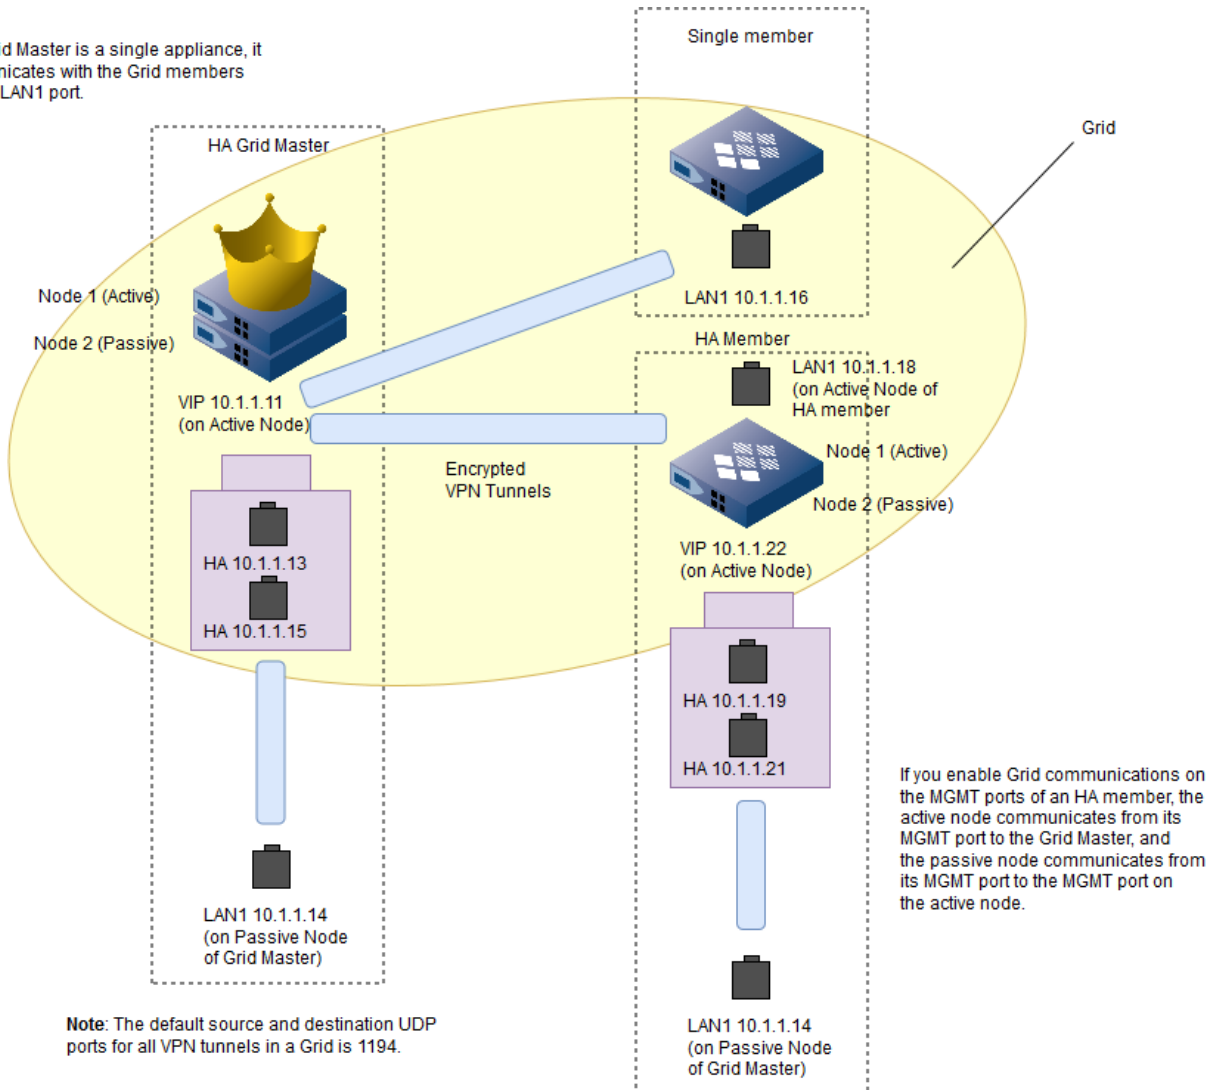 Single member
id Master is a single appliance, it
nicates with the Grid members
LAN1 port.
Grid
HA Grid Master
Node 1 (Active)
LAN1 10.1.1.16
Node 2 (Passive)
HA Member
LAN1 10.1.1.18
(on Active Node of
HA member
VIP 10.1.1.11
(on Active Node)
Node 1 (Active)
Encrypted
VPN Tunnels
Node 2 (Passive)
VIP 10.1.1.22
(on Active Node)
HA 10.1.1.13
HA 10.1.1.15
HA 10.1.1.19
HA 10.1.1.21
If you enable Grid communications on
the MGMT ports of an HA member, the
active node communicates from its
MGMT port to the Grid Master, and
the passive node communicates from
its MGMT port to the MGMT port on
the active node.
LAN1 10.1.1.14
(on Passive Node
of Grid Master)
Note: The default source and destination UDP
ports for all VPN tunnels in a Grid is 1194.
LAN1 10.1.1.14
(on Passive Node
of Grid Master)